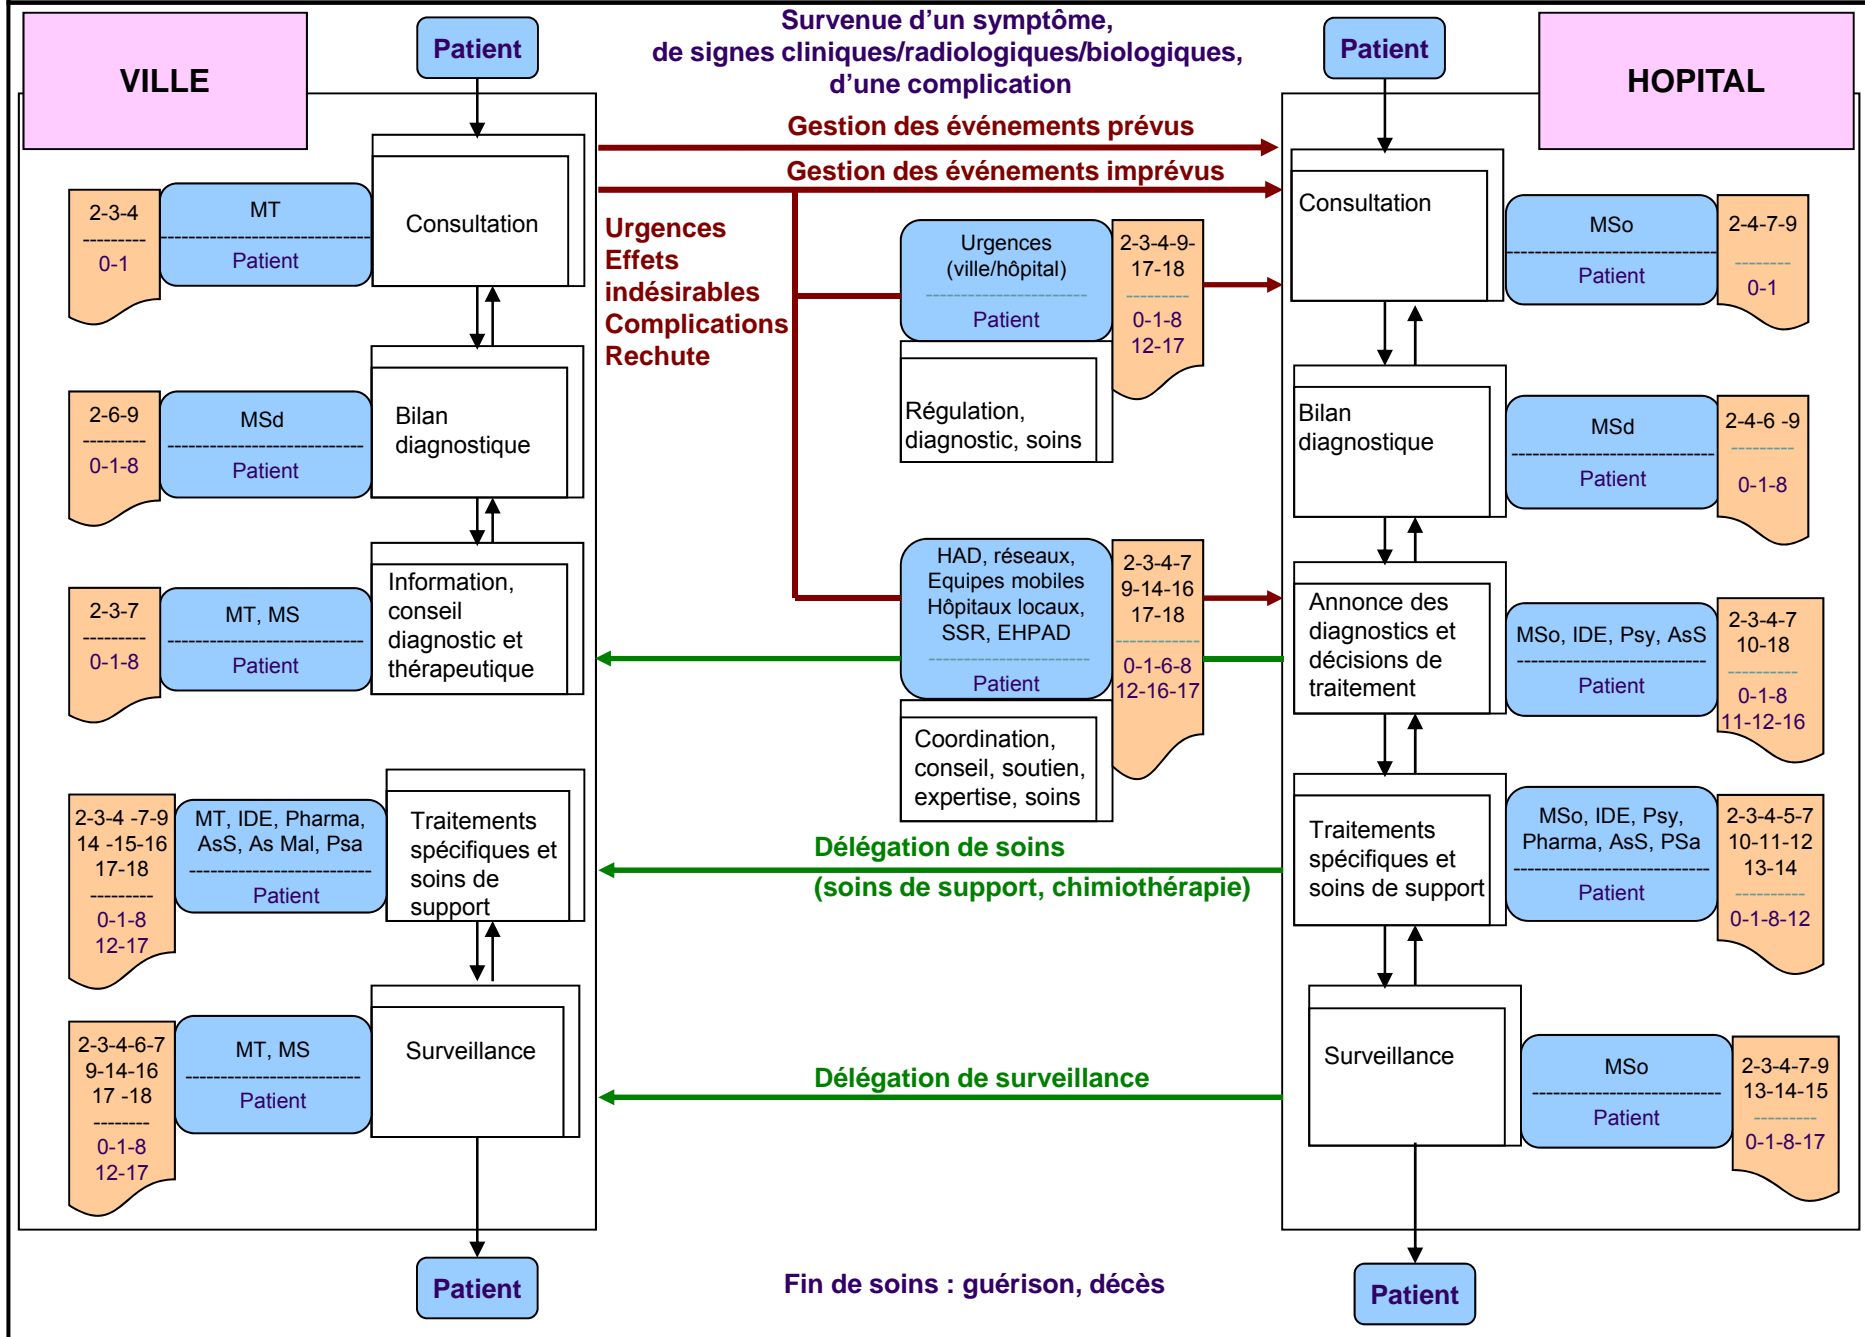 VILLE
Patient
Survenue d'un symptôme,
de signes cliniques/radiologiques/biologiques,
d'une complication
Patient
HOPITAL
Gestion des événements prévus
Gestion des événements imprévus
Urgences
Effets
indésirables
Complications
Rechute
2-3-4
---------
0-1
MT
Patient
Consultation
2-6-9
---------
0-1-8
MSd
Patient
Bilan
diagnostique
2-3-7
---------
0-1-8
MT, MS
Patient
Information,
conseil
diagnostic et
thérapeutique
2-3-4 -7-9
14 -15-16
17-18
---------
0-1-8
12-17
MT, IDE, Pharma,
AsS, As Mal, Psa
Patient
Traitements
spécifiques et
soins de
support
2-3-4-6-7
9-14-16
17 -18
--------
0-1-8
12-17
MT, MS
Patient
Surveillance
Patient
Urgences
(ville/hôpital)
Patient
2-3-4-9-
17-18
---------
0-1-8
12-17
Régulation,
diagnostic, soins
HAD, réseaux,
Equipes mobiles
Hôpitaux locaux,
SSR, EHPAD
Patient
2-3-4-7
9-14-16
17-18
----------
0-1-6-8
12-16-17
Coordination,
conseil, soutien,
expertise, soins
Délégation de soins
(soins de support, chimiothérapie)
Délégation de surveillance
Fin de soins : guérison, décès
Consultation
MSo
Patient
2-4-7-9
--------
0-1
Bilan
diagnostique
MSd
Patient
2-4-6 -9
---------
0-1-8
Annonce des
diagnostics et
décisions de
traitement
MSo, IDE, Psy, AsS
Patient
2-3-4-7
10-18
----------
0-1-8
11-12-16
Traitements
spécifiques et
soins de support
MSo, IDE, Psy,
Pharma, AsS, PSa
Patient
2-3-4-5-7
10-11-12
13-14
----------
0-1-8-12
Surveillance
MSo
Patient
2-3-4-7-9
13-14-15
---------
0-1-8-17
Patient